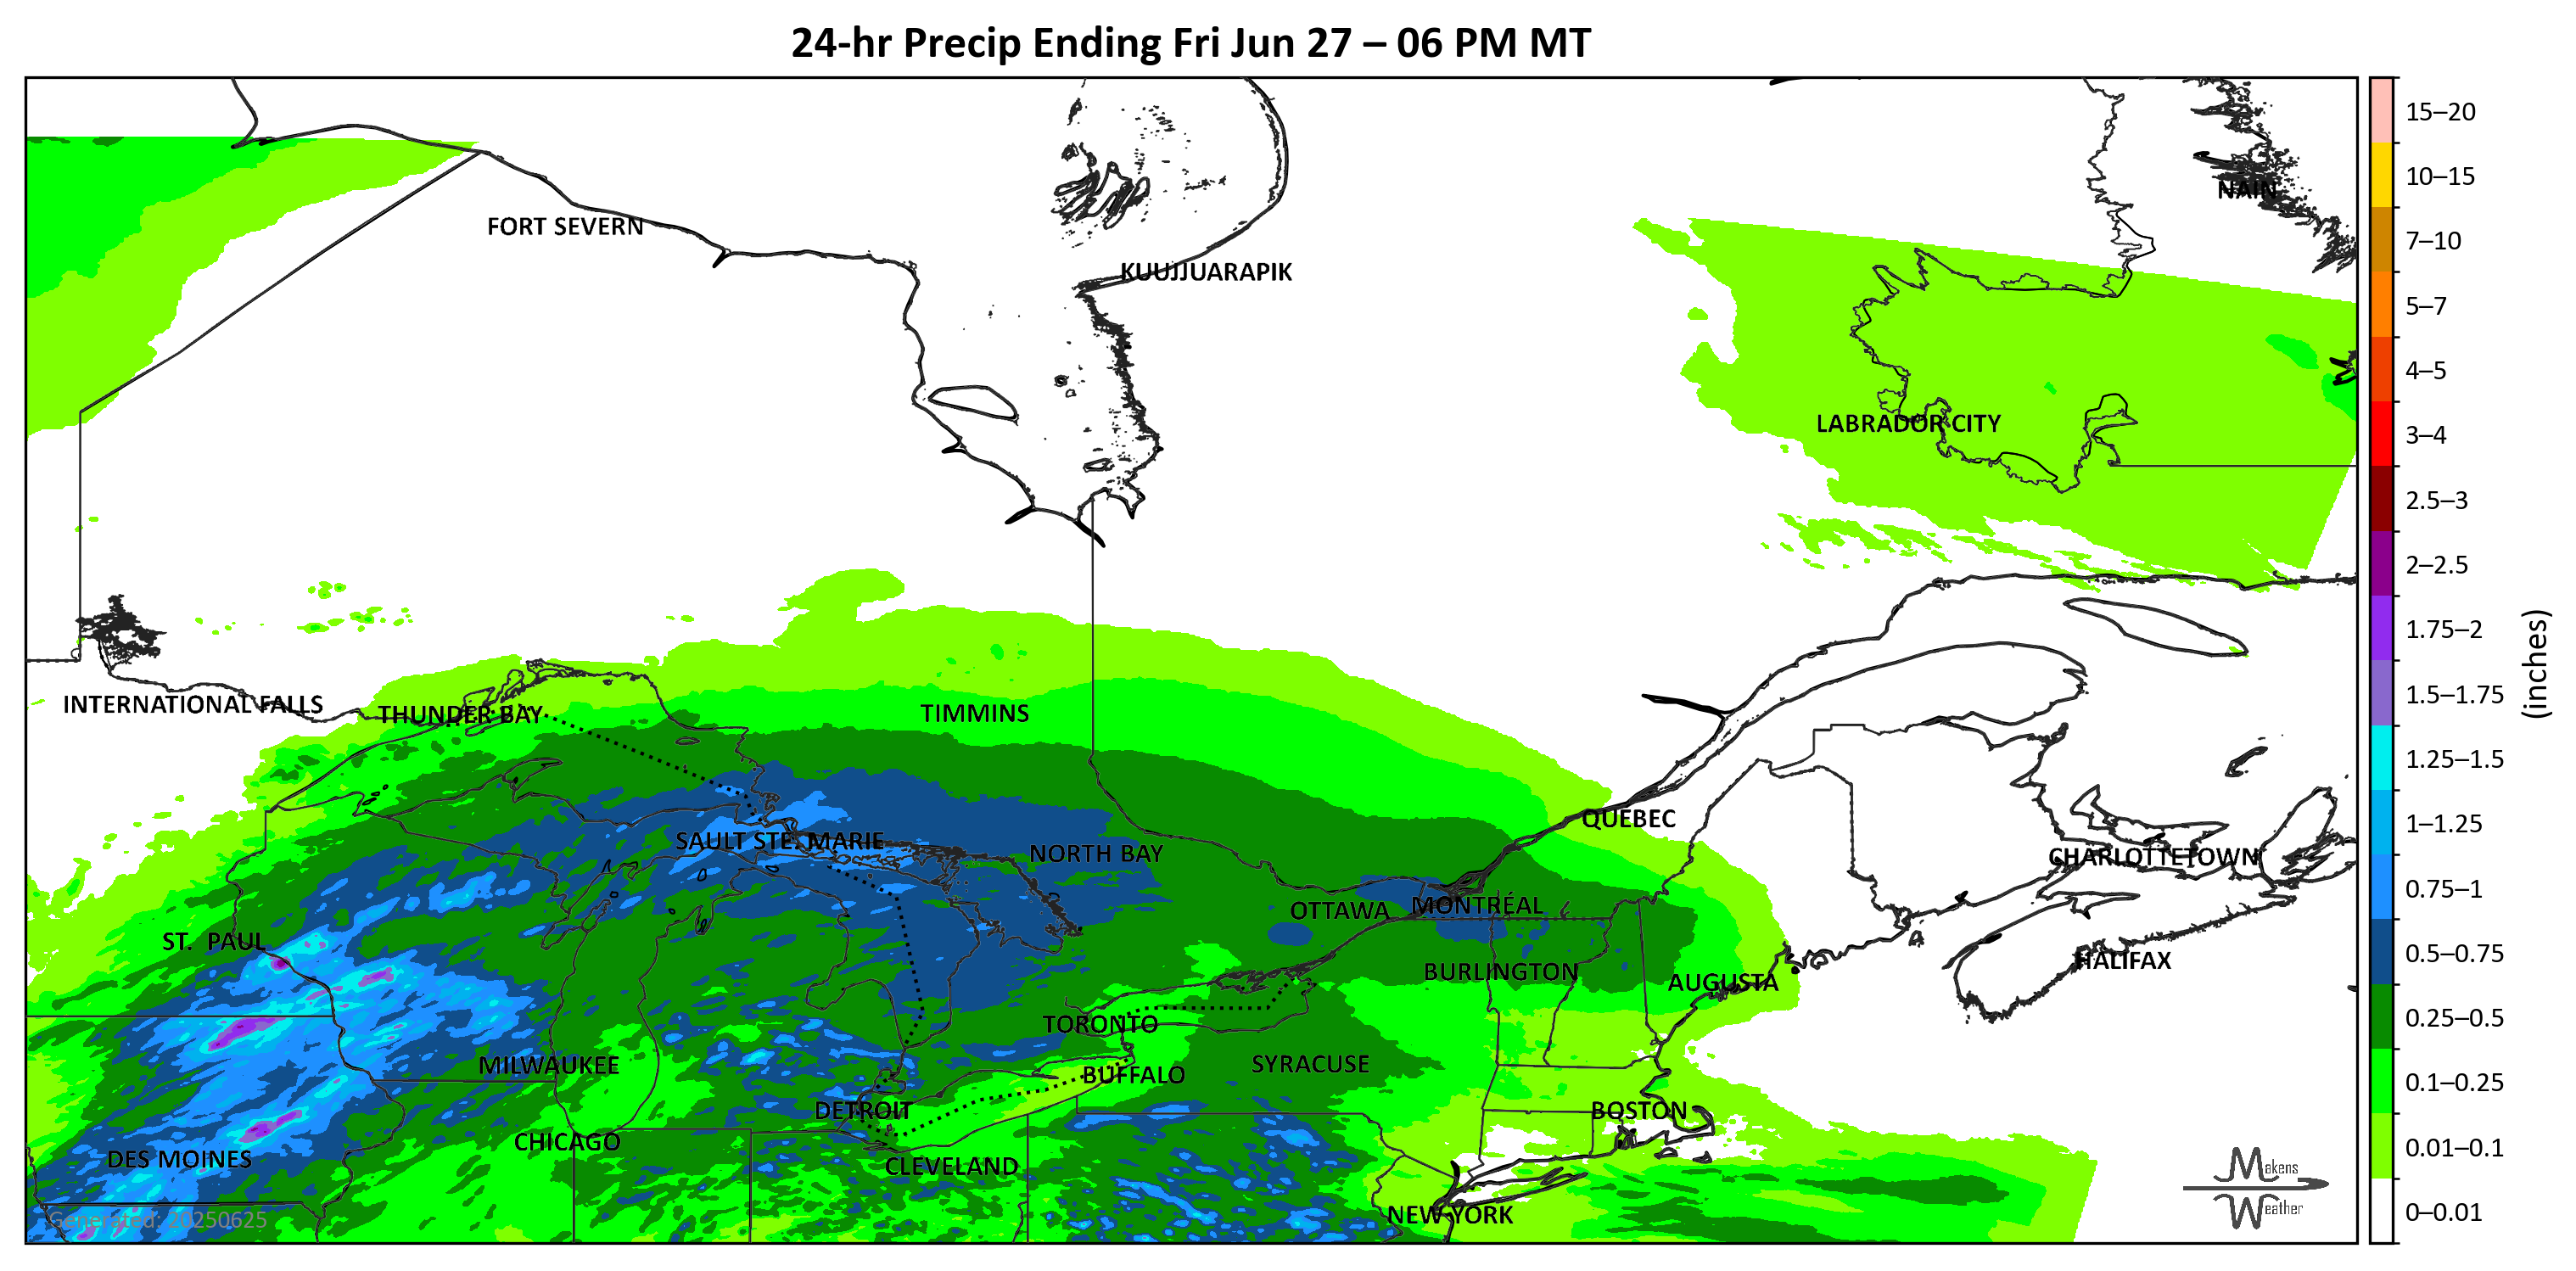 24-hr Precip Ending Fri Jun 27 – 06 PM MT
15–20
10–15
NAIN
FORT SEVERN
7–10
KUUJJUARAPIK
5–7
4–5
LABRADOR CITY
3–4
2.5–3
2–2.5
1.75–2
(inches)
1.5–1.75
INTERNATIONAL FALLS
THUNDER BAY
TIMMINS
1.25–1.5
QUEBEC
1–1.25
SAULT STE. MARIE
NORTH BAY
CHARLOTTETOWN
0.75–1
OTTAWA
MONTRÉAL
ST. PAUL
0.5–0.75
HALIFAX
BURLINGTON
AUGUSTA
0.25–0.5
TORONTO
MILWAUKEE
SYRACUSE
BUFFALO
0.1–0.25
DETROIT
BOSTON
CHICAGO
0.01–0.1
DES MOINES
CLEVELAND
Makens
Weather
0–0.01
NEW YORK
Generated: 20250625